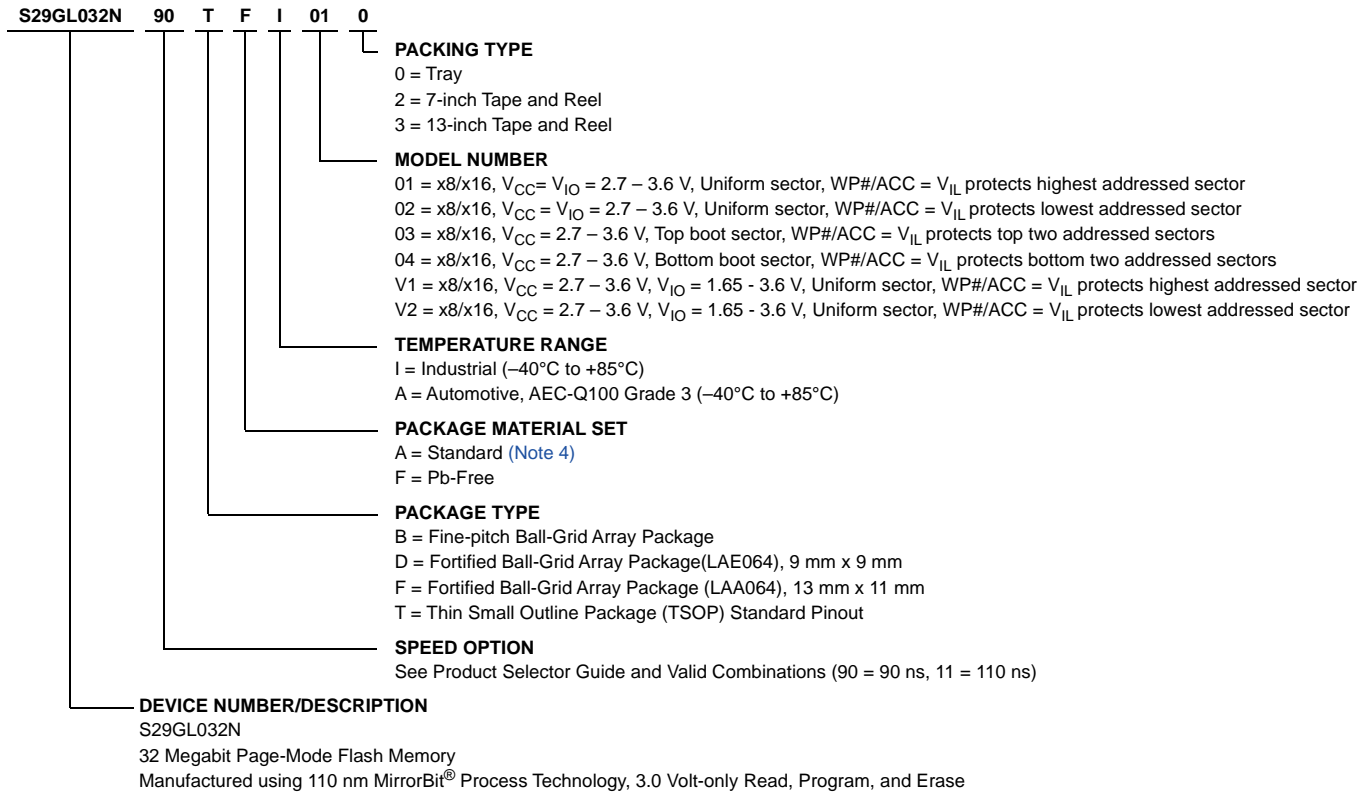 S29GL032N 90 T F I 01 0
PACKING TYPE
0 = Tray
2 = 7-inch Tape and Reel
3 = 13-inch Tape and Reel
MODEL NUMBER
01 = x8/x16, VCC= VIO = 2.7 – 3.6 V, Uniform sector, WP#/ACC = VIL protects highest addressed sector
02 = x8/x16, VCC = VIO = 2.7 – 3.6 V, Uniform sector, WP#/ACC = VIL protects lowest addressed sector
03 = x8/x16, VCC = 2.7 – 3.6 V, Top boot sector, WP#/ACC = VIL protects top two addressed sectors
04 = x8/x16, VCC = 2.7 – 3.6 V, Bottom boot sector, WP#/ACC = VIL protects bottom two addressed sectors
V1 = x8/x16, VCC = 2.7 – 3.6 V, VIO = 1.65 - 3.6 V, Uniform sector, WP#/ACC = VIL protects highest addressed sector
V2 = x8/x16, VCC = 2.7 – 3.6 V, VIO = 1.65 - 3.6 V, Uniform sector, WP#/ACC = VIL protects lowest addressed sector
TEMPERATURE RANGE
I = Industrial (–40°C to +85°C)
A = Automotive, AEC-Q100 Grade 3 (–40°C to +85°C)
PACKAGE MATERIAL SET
A = Standard (Note 4)
F = Pb-Free
PACKAGE TYPE
B = Fine-pitch Ball-Grid Array Package
D = Fortified Ball-Grid Array Package(LAE064), 9 mm x 9 mm
F = Fortified Ball-Grid Array Package (LAA064), 13 mm x 11 mm
T = Thin Small Outline Package (TSOP) Standard Pinout
SPEED OPTION
See Product Selector Guide and Valid Combinations (90 = 90 ns, 11 = 110 ns)
DEVICE NUMBER/DESCRIPTION
S29GL032N
32 Megabit Page-Mode Flash Memory
Manufactured using 110 nm MirrorBit® Process Technology, 3.0 Volt-only Read, Program, and Erase